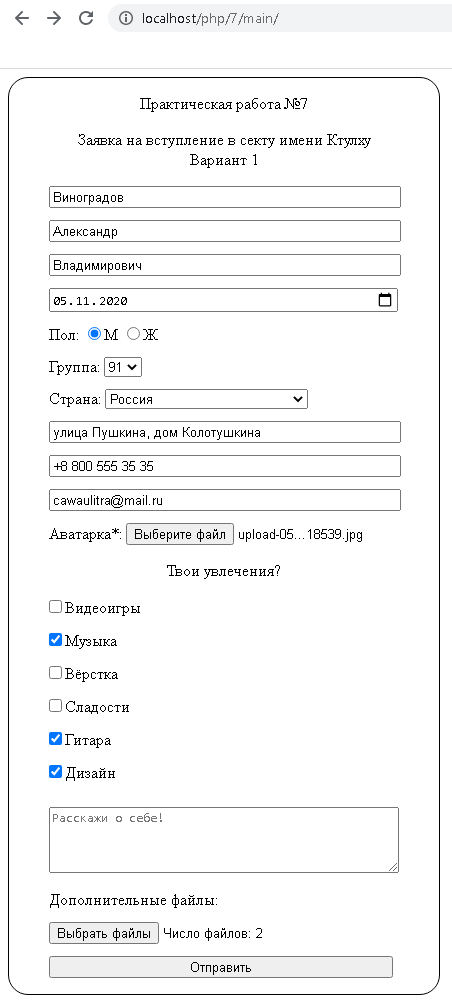 localhost/php/7/main/
Практическая работа №7
Заявка на вступление в секту имени Ктулху
Вариант 1
Виноградов
Александр
Владимирович
05.11.2020
Пол: М Ж
Группа: 91
Страна: Россия
улица Пушкина, дом Колотушкина
+8 800 555 35 35
cawaulitra@mail.ru
Аватарка*: Выберите файл upload-05...18539.jpg
Твои увлечения?
Видеоигры
Музыка
Вёрстка
Сладости
Гитара
Дизайн
Расскажи о себе!
Дополнительные файлы:
Выбрать файлы Число файлов: 2
Отправить